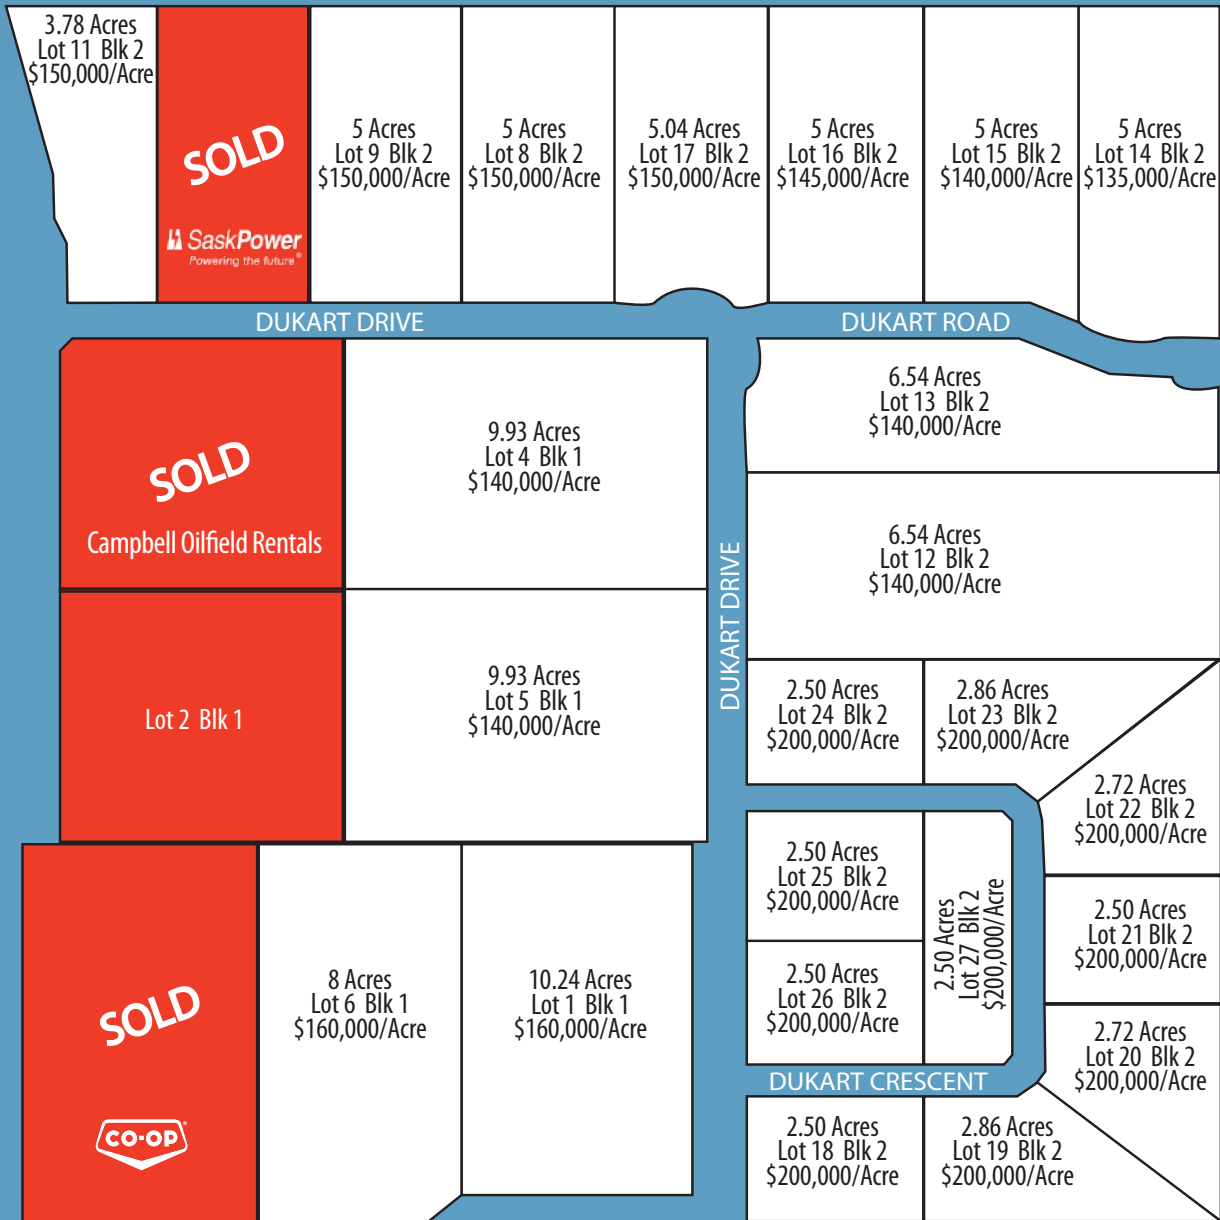 3.78 Acres
Lot 11 Blk 2
$150,000/Acre
SOLD
SaskPower
Powering the future®
5 Acres
Lot 9 Blk 2
$150,000/Acre
5 Acres
Lot 8 Blk 2
$150,000/Acre
5.04 Acres
Lot 17 Blk 2
$150,000/Acre
5 Acres
Lot 16 Blk 2
$145,000/Acre
5 Acres
Lot 15 Blk 2
$140,000/Acre
5 Acres
Lot 14 Blk 2
$135,000/Acre
DUKART DRIVE
DUKART ROAD
SOLD
Campbell Oilfield Rentals
9.93 Acres
Lot 4 Blk 1
$140,000/Acre
6.54 Acres
Lot 13 Blk 2
$140,000/Acre
6.54 Acres
Lot 12 Blk 2
$140,000/Acre
DUKART DRIVE
Lot 2 Blk 1
9.93 Acres
Lot 5 Blk 1
$140,000/Acre
2.50 Acres
Lot 24 Blk 2
$200,000/Acre
2.86 Acres
Lot 23 Blk 2
$200,000/Acre
2.72 Acres
Lot 22 Blk 2
$200,000/Acre
2.50 Acres
Lot 25 Blk 2
$200,000/Acre
2.50 Acres
Lot 27 Blk 2
$200,000/Acre
2.50 Acres
Lot 21 Blk 2
$200,000/Acre
SOLD
CO-OP®
8 Acres
Lot 6 Blk 1
$160,000/Acre
10.24 Acres
Lot 1 Blk 1
$160,000/Acre
2.50 Acres
Lot 26 Blk 2
$200,000/Acre
2.72 Acres
Lot 20 Blk 2
$200,000/Acre
DUKART CRESCENT
2.50 Acres
Lot 18 Blk 2
$200,000/Acre
2.86 Acres
Lot 19 Blk 2
$200,000/Acre